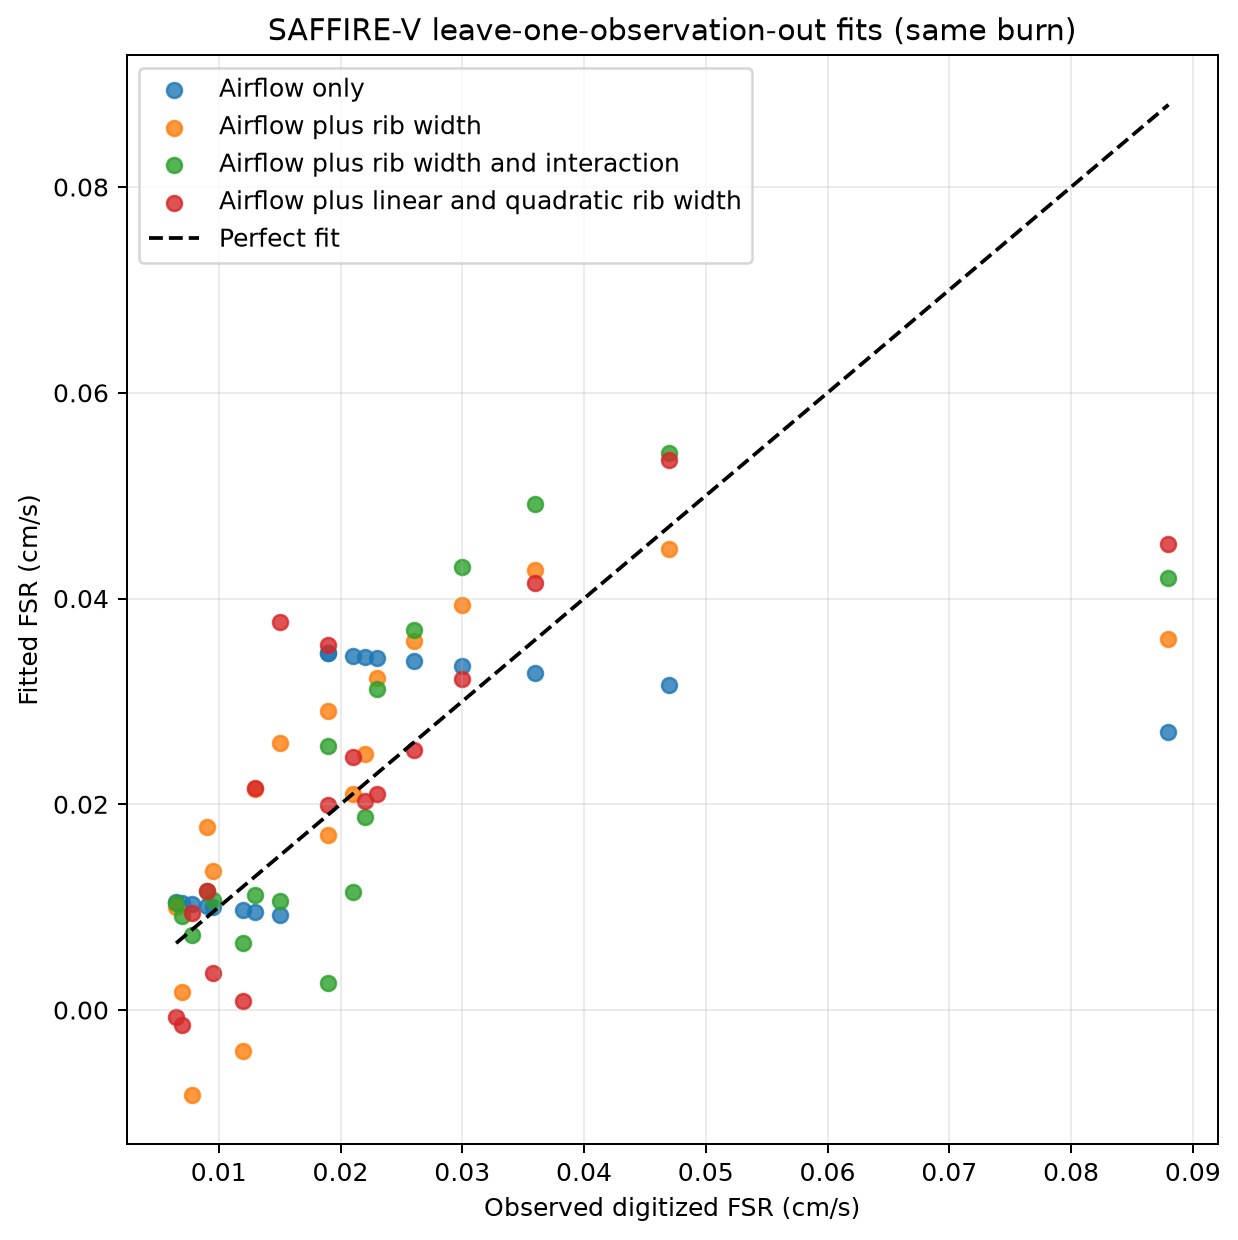 SAFFIRE-V leave-one-observation-out fits (same burn)
Airflow only
Airflow plus rib width
Airflow plus rib width and interaction
Airflow plus linear and quadratic rib width
Perfect fit
0.08
0.06
0.04
0.02
0.00
Fitted FSR (cm/s)
0.01 0.02 0.03 0.04 0.05 0.06 0.07 0.08 0.09
Observed digitized FSR (cm/s)